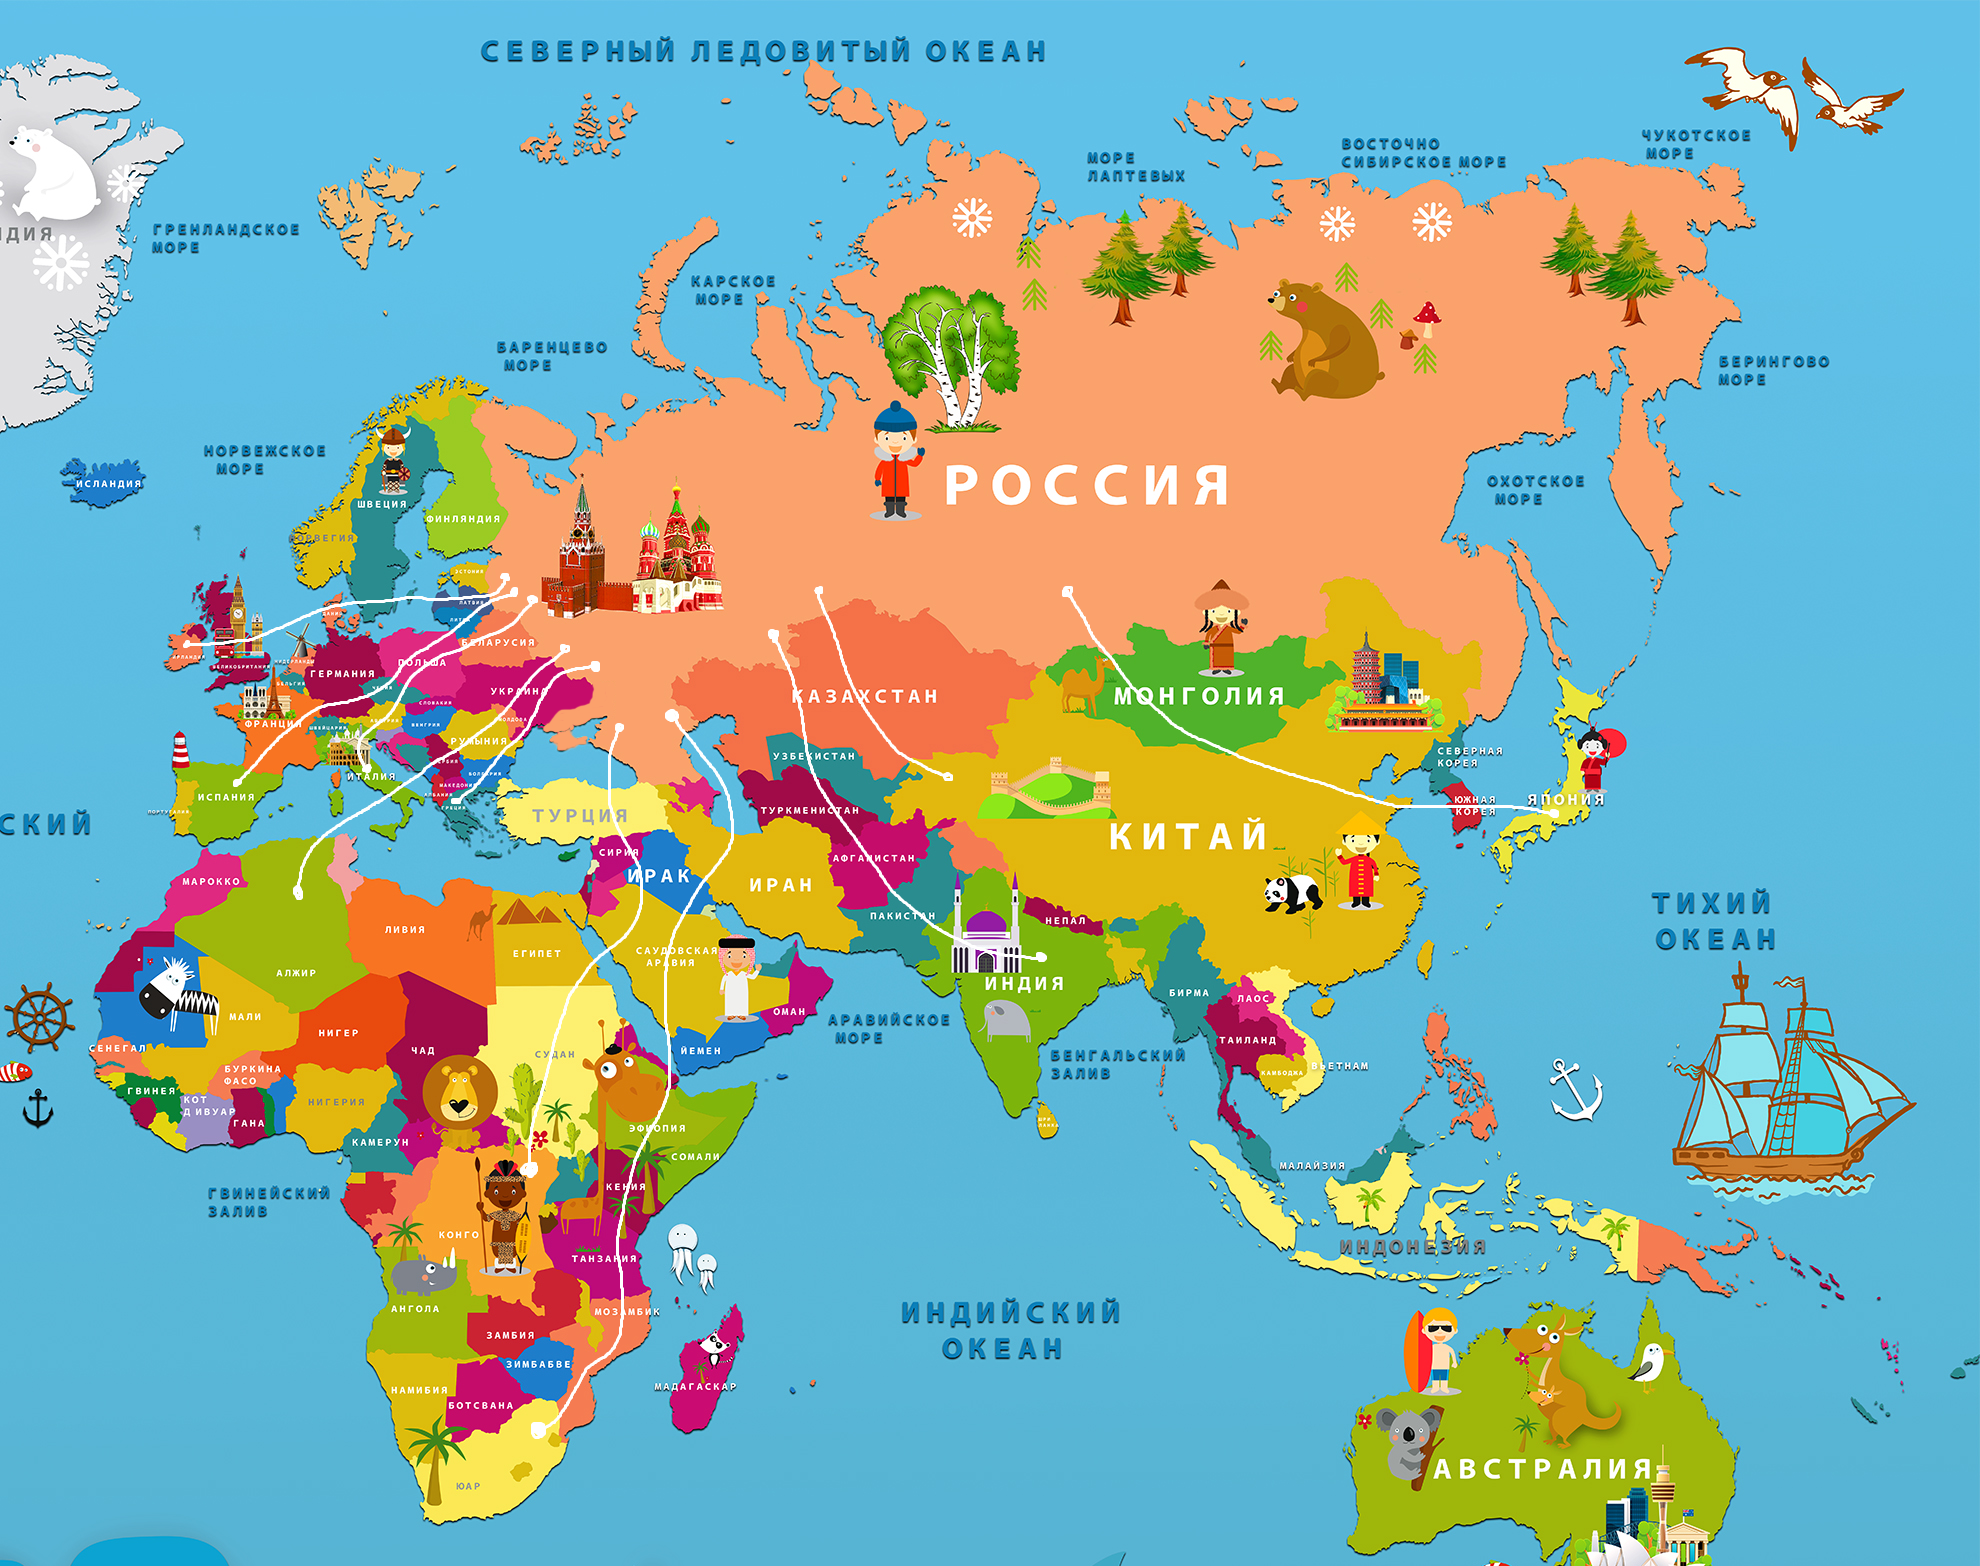 СЕВЕРНЫЙ ЛЕДОВИТЫЙ ОКЕАН
ЧУКОТСКОЕ
МОРЕ
ВОСТОЧНО
СИБИРСКОЕ МОРЕ
МОРЕ
ЛАПТЕВЫХ
ГРЕНЛАНДСКОЕ
МОРЕ
НДИЯ
КАРСКОЕ
МОРЕ
БАРЕНЦЕВО
МОРЕ
БЕРИНГОВО
МОРЕ
НОРВЕЖСКОЕ
МОРЕ
ИСЛАНДИЯ
РОССИЯ
ОХОТСКОЕ
МОРЕ
ШВЕЦИЯ
ФИНЛЯНДИЯ
НОРВЕГИЯ
ЭСТОНИЯ
ЛАТВИЯ
ЛИТВА
БЕЛАРУСИЯ
ИРЛАНДИЯ
ВЕЛИКОБРИТАНИЯ
НИДЕРЛАНДЫ
ГЕРМАНИЯ
ПОЛЬША
БЕЛЬГИЯ
УКРАИНА
СЛОВАКИЯ
ФРАНЦИЯ
ШВЕЙЦАРИЯ
АВСТРИЯ
ВЕНГРИЯ
МОЛДОВА
РУМЫНИЯ
СЕРБИЯ
БОЛГАРИЯ
ИТАЛИЯ
МАКЕДОНИЯ
АЛБАНИЯ
ГРЕЦИЯ
ИСПАНИЯ
ПОРТУГАЛИЯ
КАЗАХСТАН
МОНГОЛИЯ
СЕВЕРНАЯ
КОРЕЯ
УЗБЕКИСТАН
ЮЖНАЯ
КОРЕЯ
ЯПОНИЯ
ТУРКМЕНИСТАН
ТУРЦИЯ
СКИЙ
КИТАЙ
СИРИЯ
АФГАЛИСТАН
ИРАК
ИРАН
МАРОККО
ТИХИЙ
ОКЕАН
ПАКИСТАН
НЕПАЛ
ЛИВИЯ
ЕГИПЕТ
САУДОВСКАЯ
АРАВИЯ
АЛЖИР
ИНДИЯ
БИРМА
ЛАОС
ОМАН
МАЛИ
АРАВИЙСКОЕ
МОРЕ
НИГЕР
ТАИЛАНД
СЕНЕГАЛ
ЧАД
СУДАН
ЙЕМЕН
БЕНГАЛЬСКИЙ
ЗАЛИВ
КАМБОДЖА
ВЬЕТНАМ
БУРКИНА
ФАСО
ГВИНЕЯ
КОТ
Д ИВУАР
НИГЕРИЯ
ГАНА
ШРИ
ЛАНКА
ЭФИОПИЯ
КАМЕРУН
СОМАЛИ
МАЛАЙЗИЯ
КЕНИЯ
ГВИНЕЙСКИЙ
ЗАЛИВ
КОНГО
ИНДОНЕЗИЯ
ТАНЗАНИЯ
АНГОЛА
МОЗАМБИК
ИНДИЙСКИЙ
ОКЕАН
ЗАМБИЯ
ЗИМБАБВЕ
НАМИБИЯ
МАДАГАСКАР
БОТСВАНА
АВСТРАЛИЯ
ЮАР